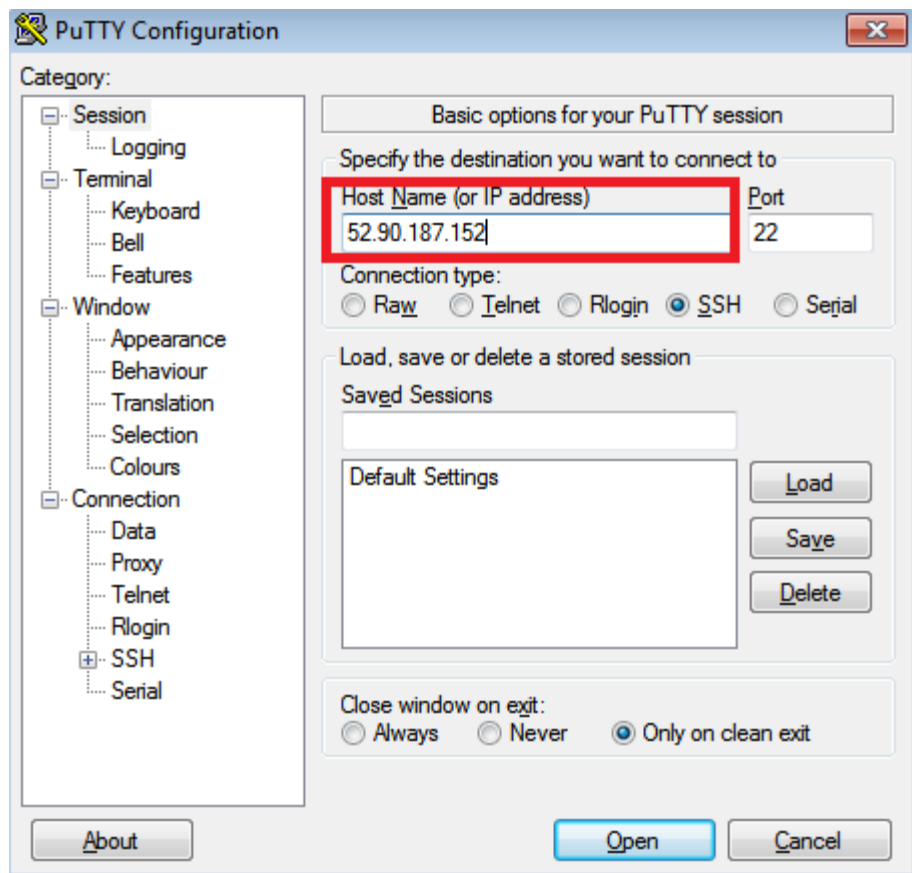 PuTTY Configuration
Category:
Session
Logging
Terminal
Keyboard
Bell
Features
Window
Appearance
Behaviour
Translation
Selection
Colours
Connection
Data
Proxy
Telnet
Rlogin
SSH
Serial
Basic options for your PuTTY session
Specify the destination you want to connect to
Host Name (or IP address) Port
52.90.187.152 22
Connection type:
Raw Telnet Rlogin SSH Serial
Load, save or delete a stored session
Saved Sessions
Default Settings
Load
Save
Delete
Close window on exit:
Always Never Only on clean exit
About Open Cancel